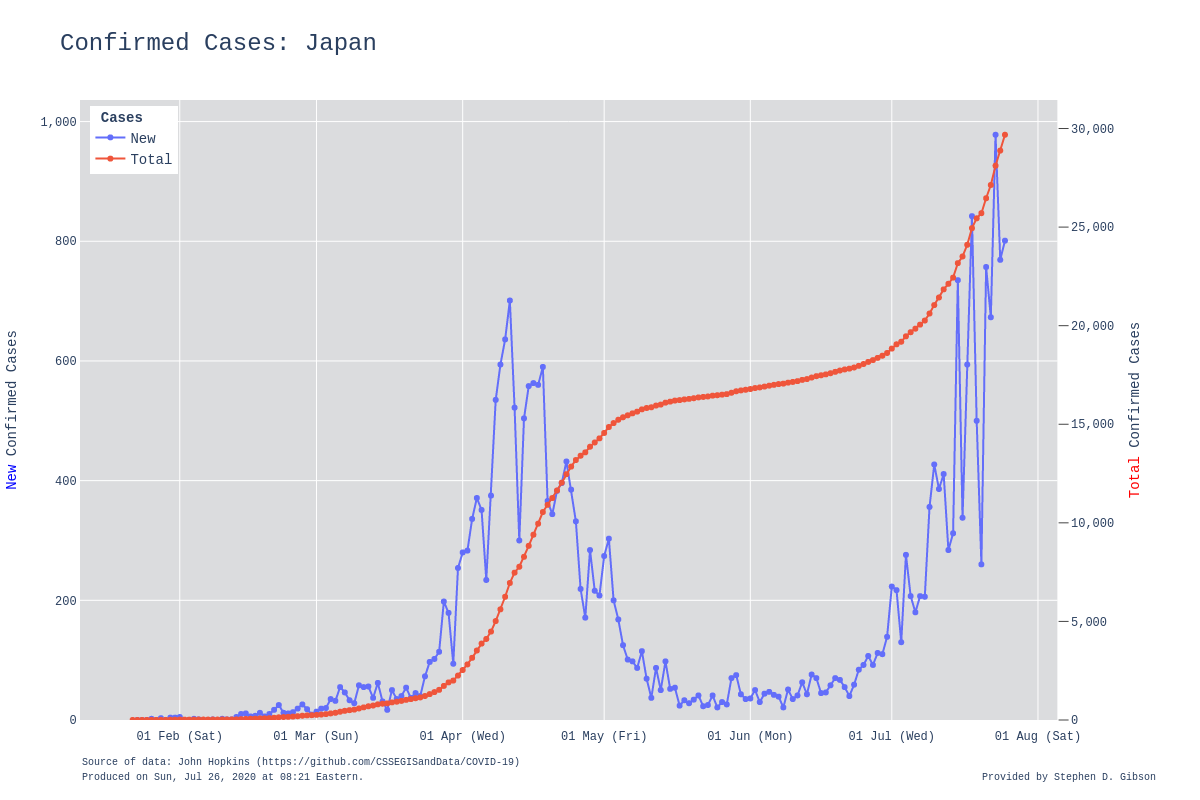 Confirmed Cases: Japan
Cases
New
Total
1,000
800
600
400
200
0
30,000
25,000
20,000
15,000
10,000
5,000
0
New Confirmed Cases
Total Confirmed Cases
01 Feb (Sat)
01 Mar (Sun)
01 Apr (Wed)
01 May (Fri)
01 Jun (Mon)
01 Jul (Wed)
01 Aug (Sat)
Source of data: John Hopkins (https://github.com/CSSEGISandData/COVID-19)
Produced on Sun, Jul 26, 2020 at 08:21 Eastern.
Provided by Stephen D. Gibson